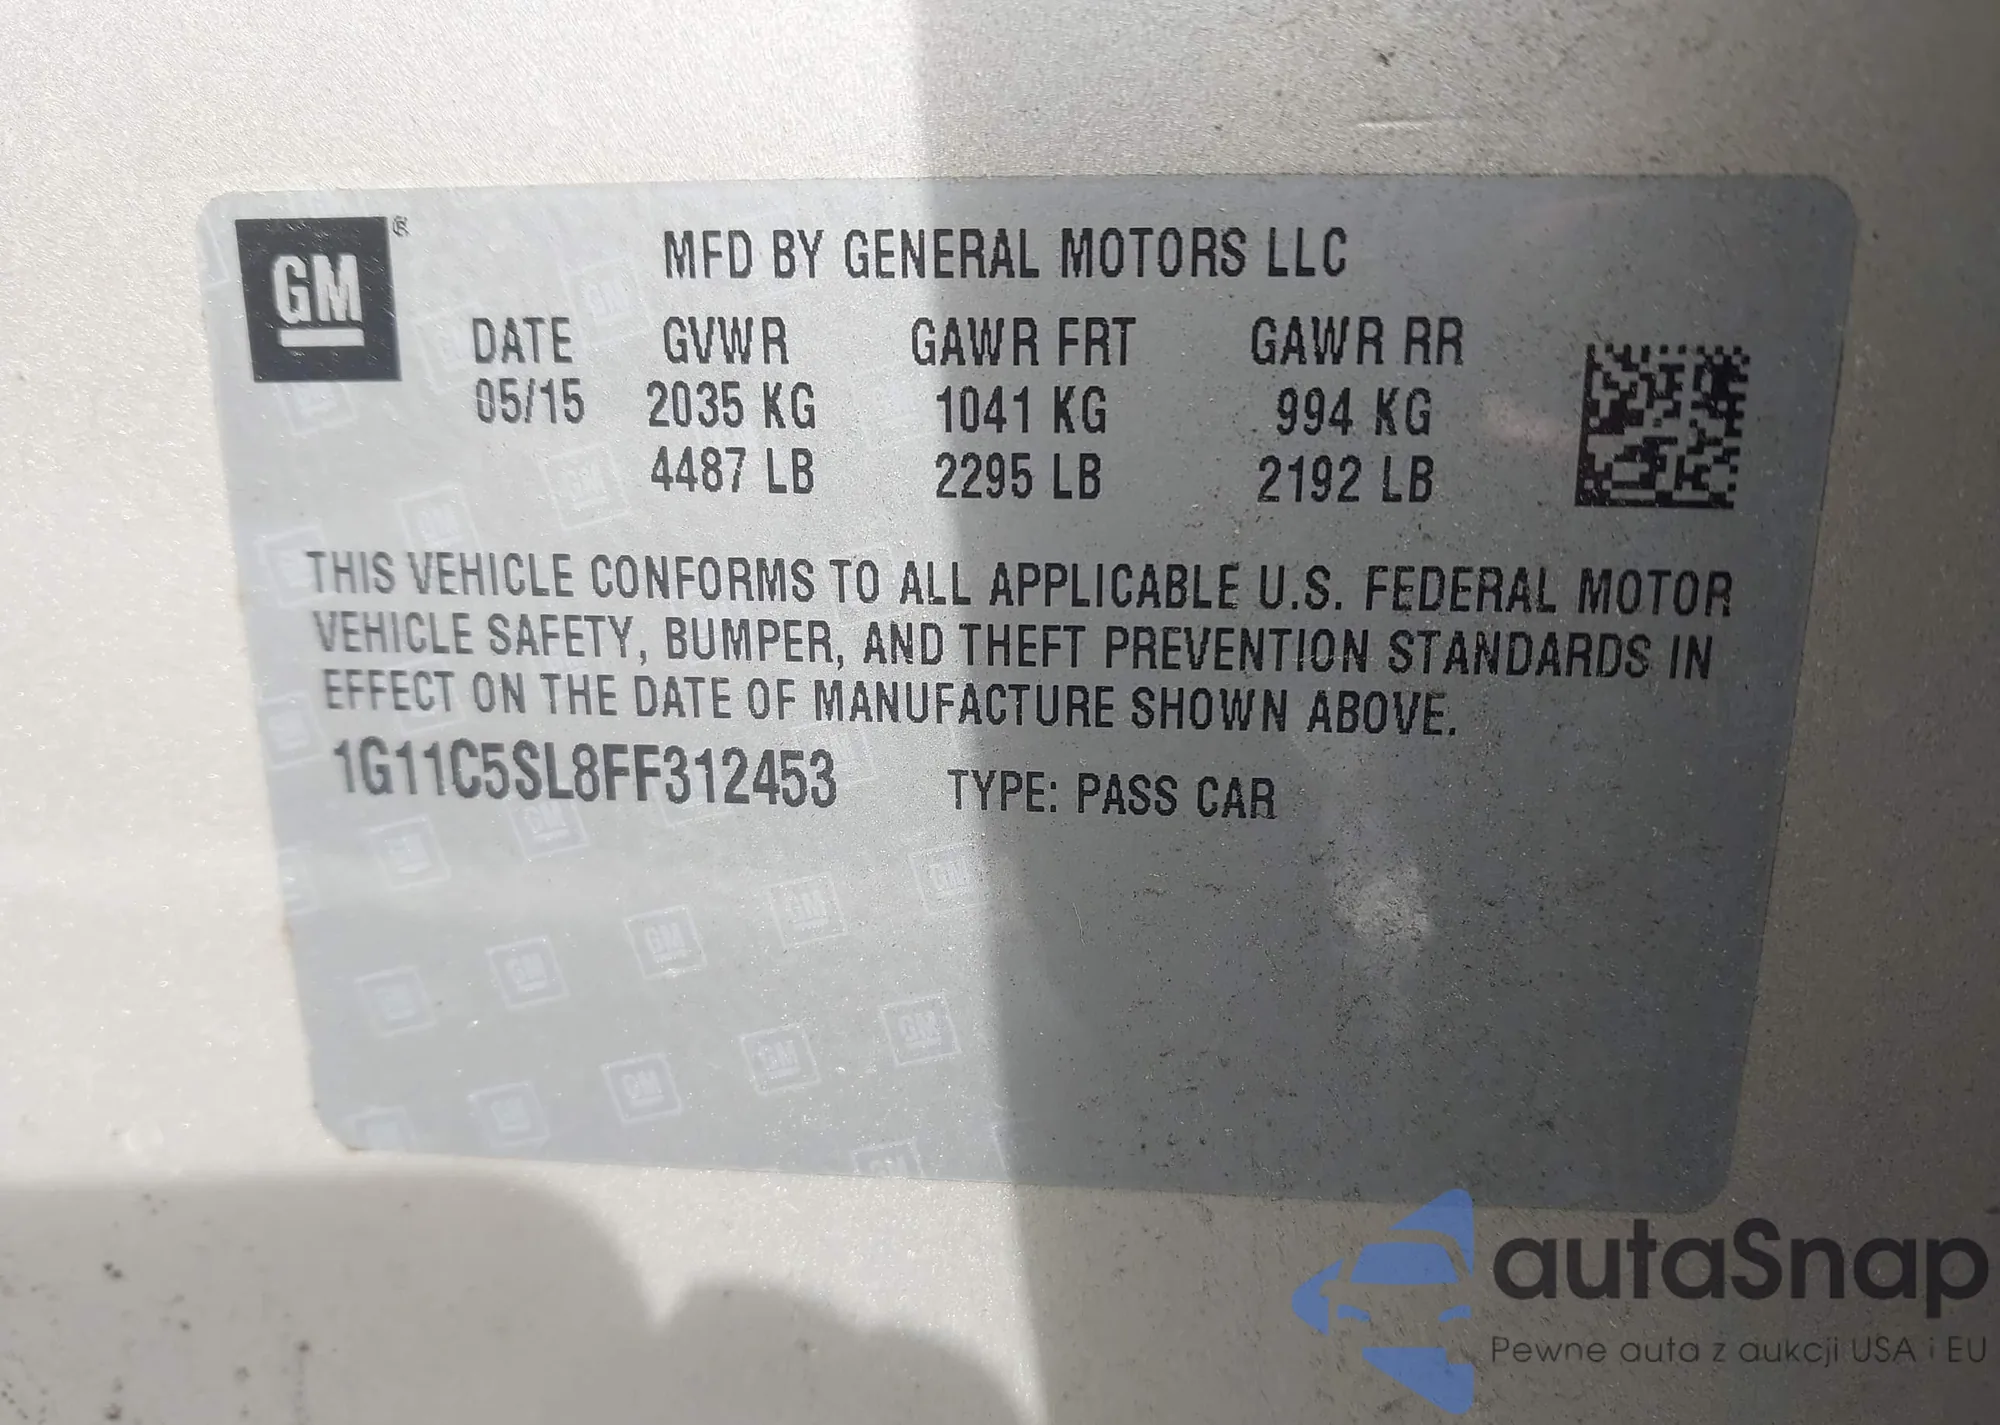 GM®
MFD BY GENERAL MOTORS LLC
DATE GVWR GAWR FRT GAWR RR
05/15 2035 KG 1041 KG 994 KG
4487 LB 2295 LB 2192 LB
THIS VEHICLE CONFORMS TO ALL APPLICABLE U.S. FEDERAL MOTOR
VEHICLE SAFETY, BUMPER, AND THEFT PREVENTION STANDARDS IN
EFFECT ON THE DATE OF MANUFACTURE SHOWN ABOVE.
1G11C5SL8FF312453 TYPE: PASS CAR
autaSnap
Pewne auta z aukcji USA i EU